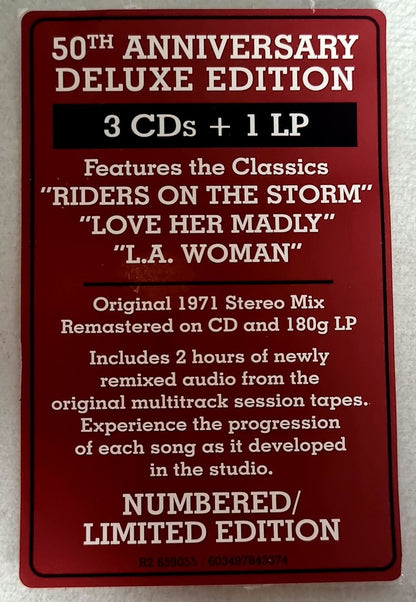 50TH ANNIVERSARY
DELUXE EDITION
3 CDs + 1 LP
Features the Classics
"RIDERS ON THE STORM"
"LOVE HER MADLY"
"L.A. WOMAN"
Original 1971 Stereo Mix
Remastered on CD and 180g LP
Includes 2 hours of newly
remixed audio from the
original multitrack session tapes.
Experience the progression
of each song as it developed
in the studio.
NUMBERED/
LIMITED EDITION
R2